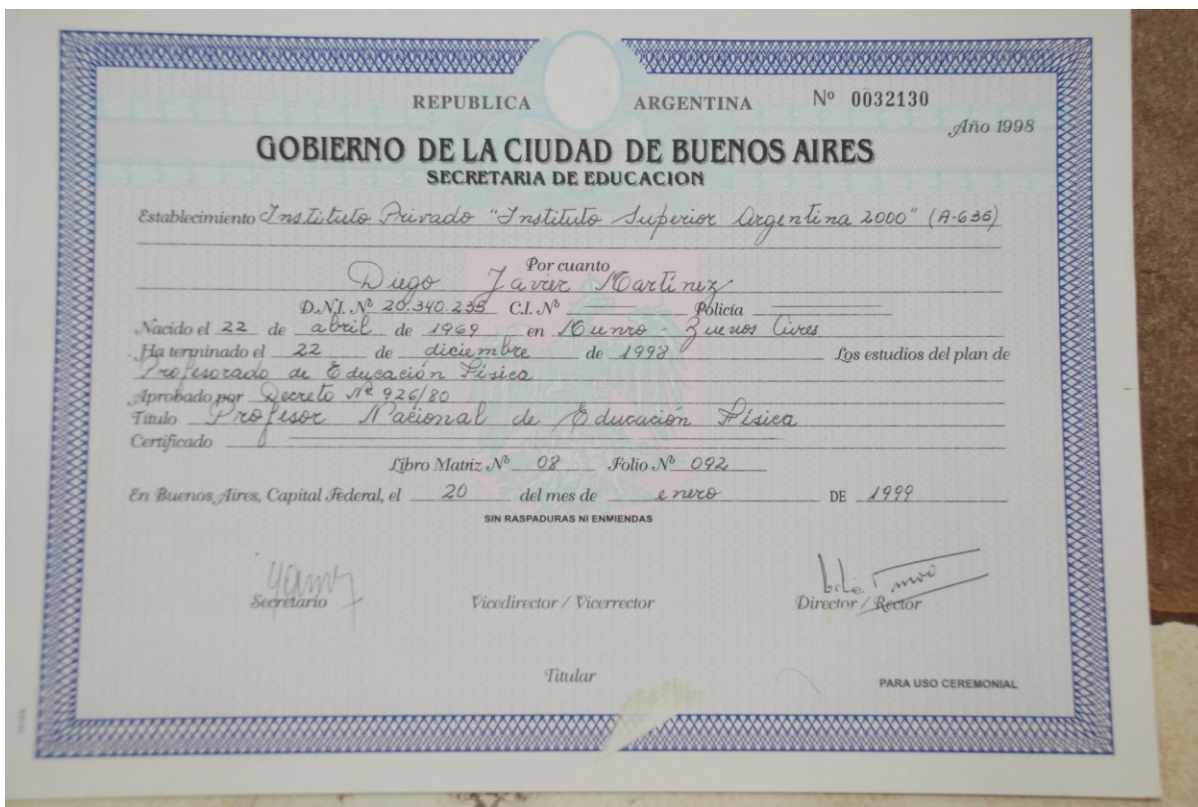 REPUBLICA ARGENTINA Nº 0032130
Año 1998
GOBIERNO DE LA CIUDAD DE BUENOS AIRES
SECRETARIA DE EDUCACION
Establecimiento Instituto Privado "Instituto Superior Argentina 2000" (A-635)
Por cuanto
Diego Javier Martínez
D.N.I. Nº 20.340.235 C.I. Nº Policía
Nacido el 22 de abril de 1969 en Munro - Buenos Aires
Ha terminado el 22 de diciembre de 1998 Los estudios del plan de
Profesorado de Educación Física
Aprobado por Decreto Nº 926/80
Titulo Profesor Nacional de Educación Física
Certificado
Libro Matriz Nº 08 Folio Nº 092
En Buenos Aires, Capital Federal, el 20 del mes de enero DE 1999
SIN RASPADURAS NI ENMIENDAS
Secretario Vicedirector / Vicerrector Director / Rector
Titular
PARA USO CEREMONIAL